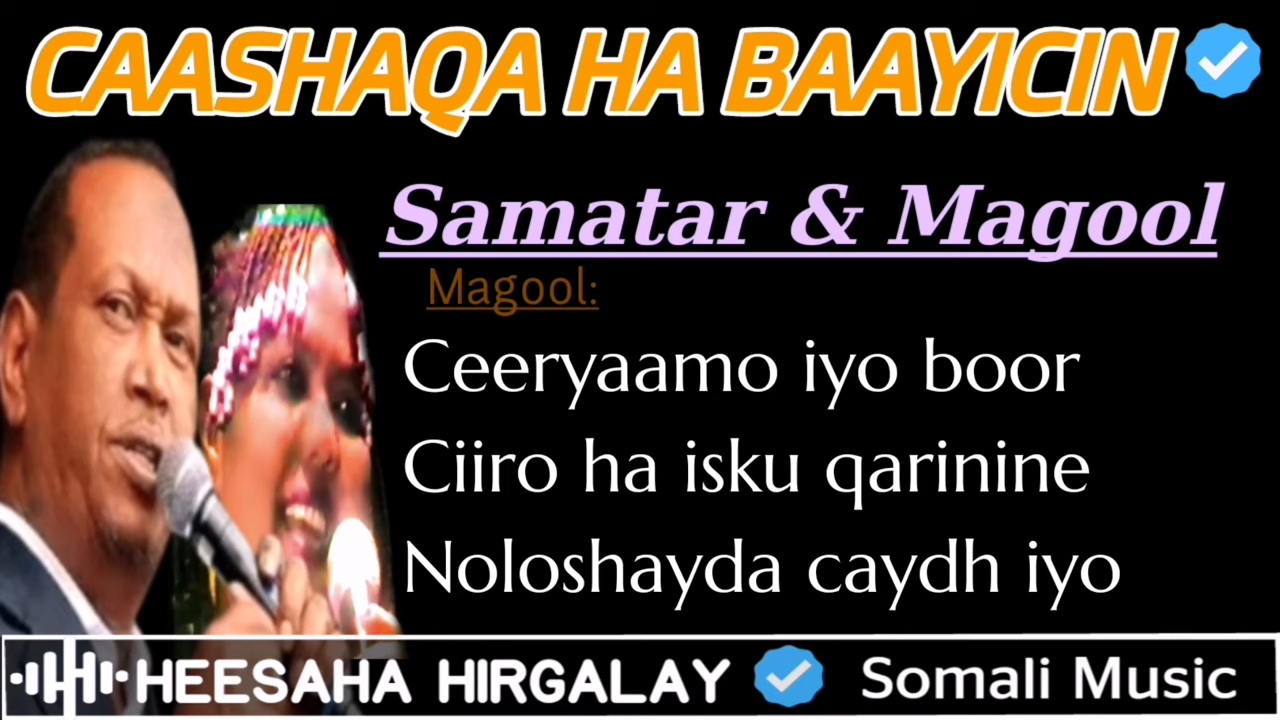 CAASHAQA HA BAAYICIN
Samatar & Magool
Magool:
Ceeryaamo iyo boor
Ciiro ha isku qarinine
Noloshayda caydh iyo
HEESAHA HIRGALAY Somali Music